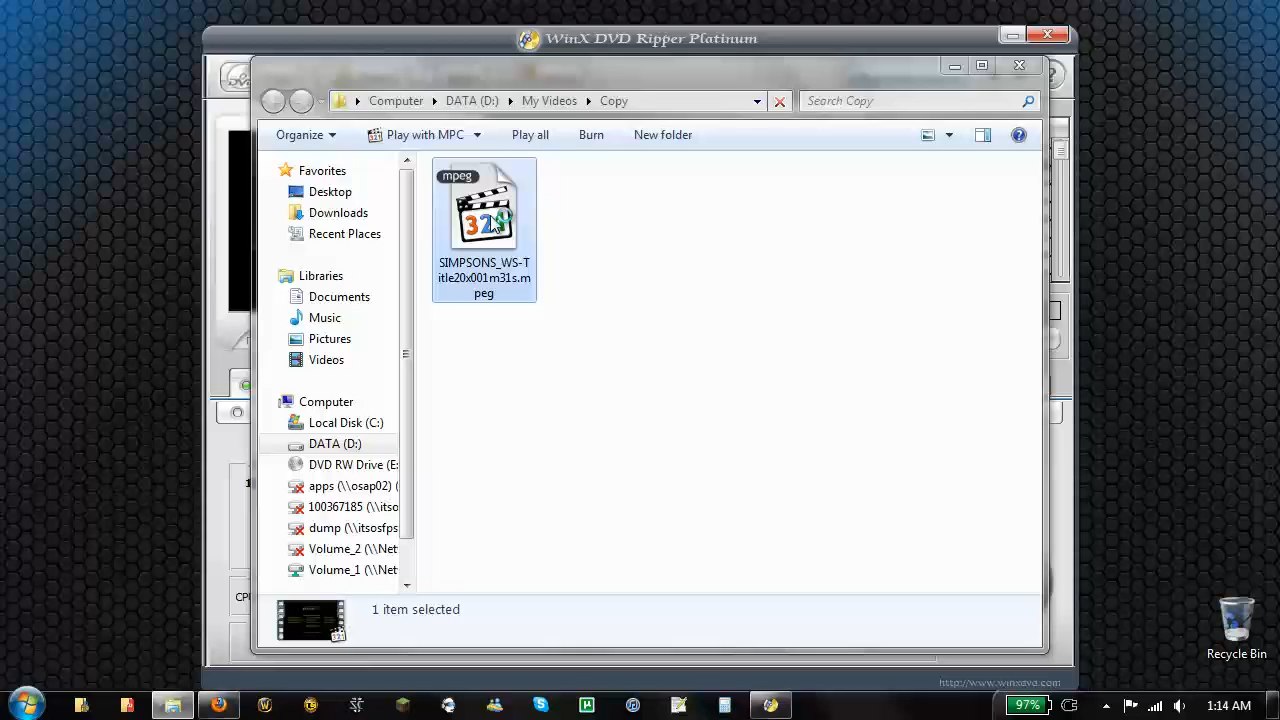 WinX DVD Ripper Platinum
Computer
DATA (D:)
My Videos
Copy
Search Copy
Organize
Play with MPC
Play all
Burn
New folder
Favorites
Desktop
Downloads
Recent Places
Libraries
Documents
Music
Pictures
Videos
Computer
Local Disk (C:)
DATA (D:)
DVD RW Drive (E:
apps (\\osap02) (
100367185 (\\itso
dump (\\itsosfps
Volume_2 (\\Net
Volume_1 (\\Net
mpeg
321
SIMPSONS_WS-T
itle20x001m31s.m
peg
1 item selected
CPU
http://www.winxdvd.com
Recycle Bin
97%
1:14 AM